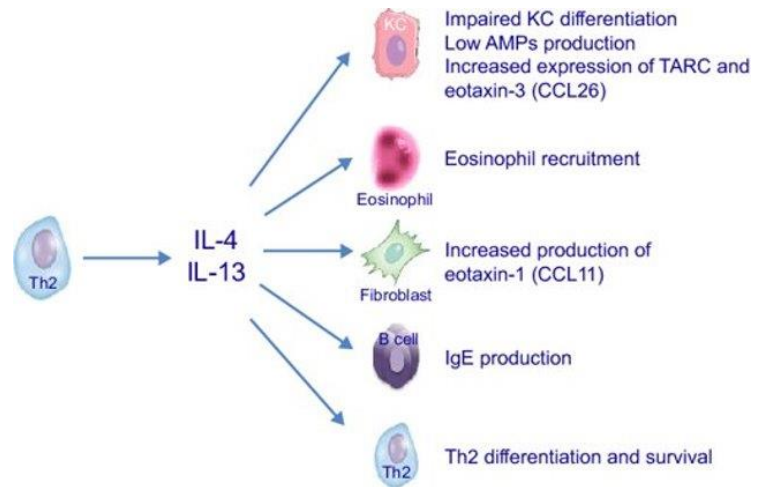 KC
Impaired KC differentiation
Low AMPs production
Increased expression of TARC and
eotaxin-3 (CCL26)
Eosinophil
Eosinophil recruitment
Th2
IL-4
IL-13
Fibroblast
Increased production of
eotaxin-1 (CCL11)
B cell
IgE production
Th2
Th2 differentiation and survival